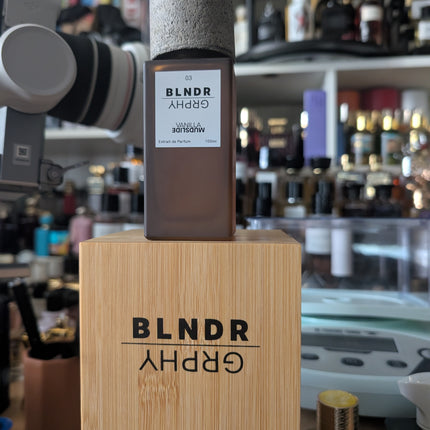 03
BLNDR
GRPHY
VANILLA
MUDSLIDE
Extrait de Parfum 100ml
BLNDR
GRPHY